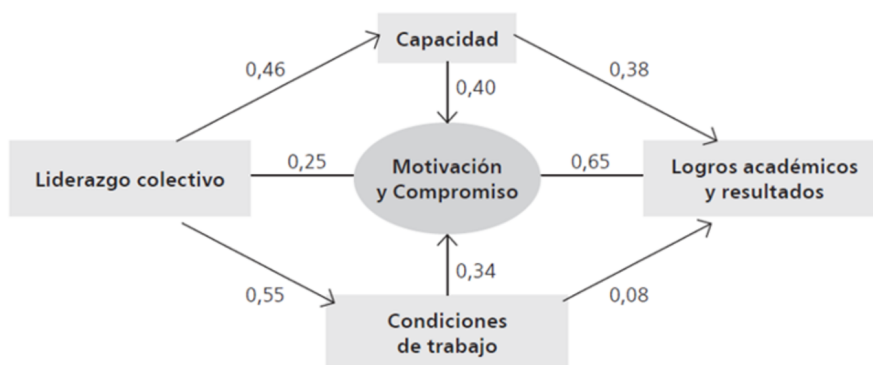 Capacidad
0,46
0,38
0,40
Liderazgo colectivo
0,25
Motivación
y Compromiso
0,65
Logros académicos
y resultados
0,34
0,55
0,08
Condiciones
de trabajo